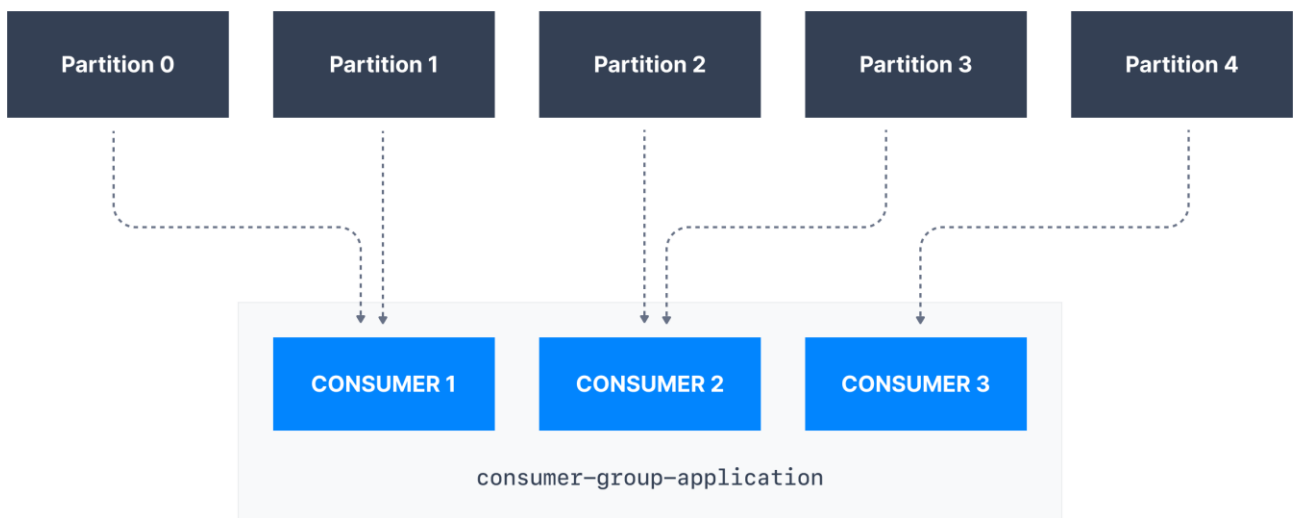 Partition 0
Partition 1
Partition 2
Partition 3
Partition 4
CONSUMER 1
CONSUMER 2
CONSUMER 3
consumer-group-application